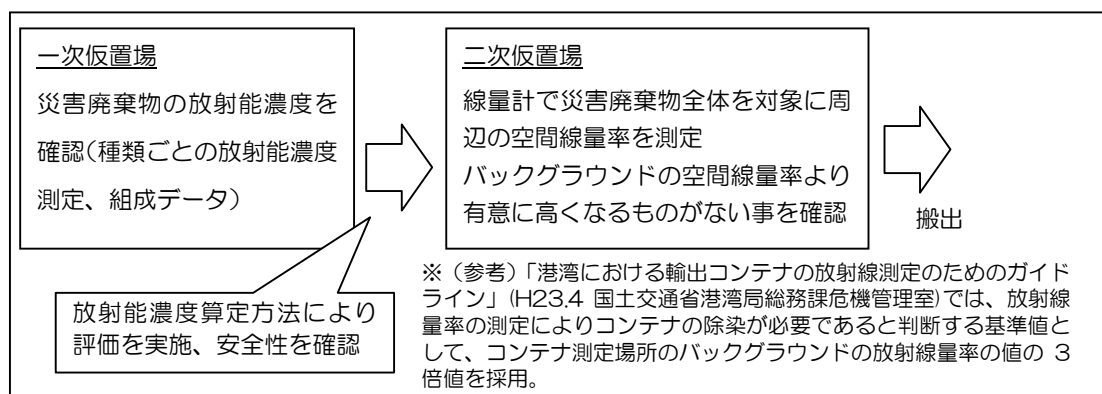 一次仮置場
災害廃棄物の放射能濃度を
確認(種類ごとの放射能濃度
測定、組成データ)
放射能濃度算定方法により
評価を実施、安全性を確認
二次仮置場
線量計で災害廃棄物全体を対象に周
辺の空間線量率を測定
バックグラウンドの空間線量率より
有意に高くなるものがない事を確認
搬出
※(参考)「港湾における輸出コンテナの放射線測定のためのガイド
ライン」(H23.4 国土交通省港湾局総務課危機管理室)では、放射線
量率の測定によりコンテナの除染が必要であると判断する基準値と
して、コンテナ測定場所のバックグラウンドの放射線量率の値の 3
倍値を採用。